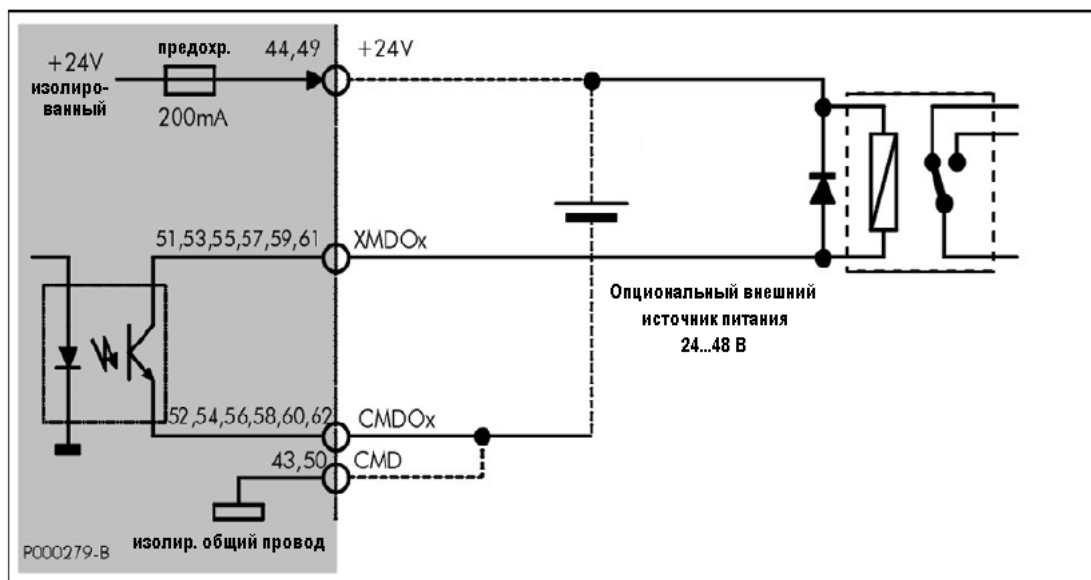 +24V
изолиро-
ванный
предохр.
200mA
44,49
+24V
51,53,55,57,59,61
XMDOx
Опциональный внешний
источник питания
24...48 В
52,54,56,58,60,62
CMDOx
43,50
CMD
изолир. общий провод
P000279-B